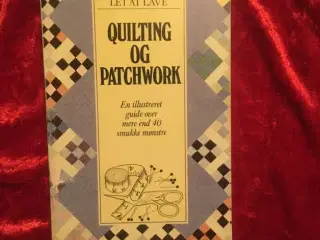 LET AT LAVE
QUILTING
OG
PATCHWORK
En illustreret
guide over
mere end 40
smukke mønstre